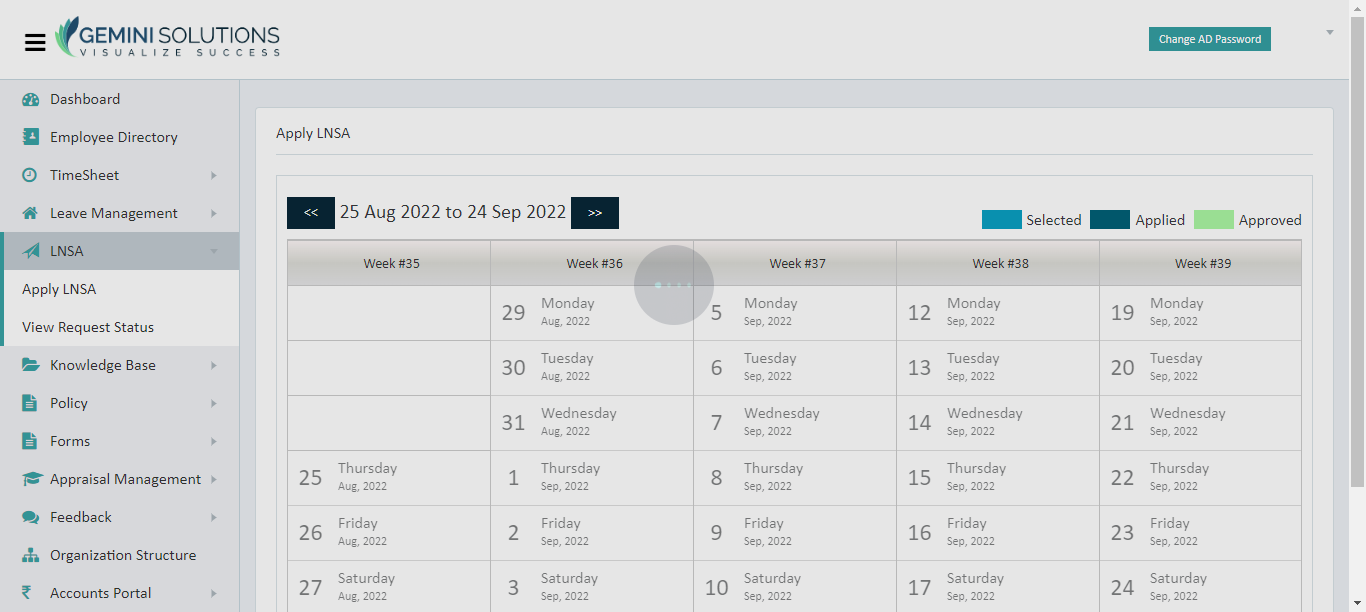 GEMINI SOLUTIONS
VISUALIZE SUCCESS
Change AD Password
Dashboard
Employee Directory
TimeSheet
Leave Management
LNSA
Apply LNSA
View Request Status
Knowledge Base
Policy
Forms
Appraisal Management
Feedback
Organization Structure
₹ Accounts Portal
Apply LNSA
<< 25 Aug 2022 to 24 Sep 2022 >>
Selected Applied Approved
Week #35 Week #36 Week #37 Week #38 Week #39
29 Monday 5 Monday 12 Monday 19 Monday
Aug, 2022 Sep, 2022 Sep, 2022 Sep, 2022
30 Tuesday 6 Tuesday 13 Tuesday 20 Tuesday
Aug, 2022 Sep, 2022 Sep, 2022 Sep, 2022
31 Wednesday 7 Wednesday 14 Wednesday 21 Wednesday
Aug, 2022 Sep, 2022 Sep, 2022 Sep, 2022
25 Thursday 1 Thursday 8 Thursday 15 Thursday 22 Thursday
Aug, 2022 Sep, 2022 Sep, 2022 Sep, 2022 Sep, 2022
26 Friday 2 Friday 9 Friday 16 Friday 23 Friday
Aug, 2022 Sep, 2022 Sep, 2022 Sep, 2022 Sep, 2022
27 Saturday 3 Saturday 10 Saturday 17 Saturday 24 Saturday
Aug, 2022 Sep, 2022 Sep, 2022 Sep, 2022 Sep, 2022